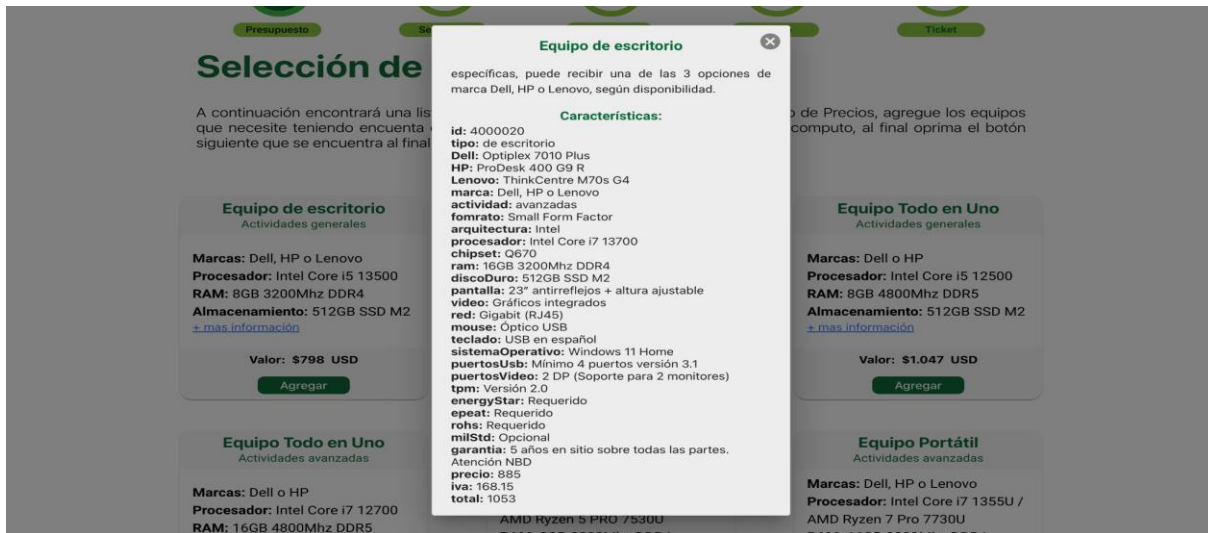 Presupuesto
Se
Ticket
Selección de
A continuación encontrará una lis
que necesite teniendo encuenta
siguiente que se encuentra al final
o de Precios, agregue los equipos
computo, al final oprima el botón
Equipo de escritorio
específicas, puede recibir una de las 3 opciones de
marca Dell, HP o Lenovo, según disponibilidad.
Características:
id: 4000020
tipo: de escritorio
Dell: Optiplex 7010 Plus
HP: ProDesk 400 G9 R
Lenovo: ThinkCentre M70s G4
marca: Dell, HP o Lenovo
actividad: avanzadas
fomrato: Small Form Factor
arquitectura: Intel
procesador: Intel Core i7 13700
chipset: Q670
ram: 16GB 3200Mhz DDR4
discoDuro: 512GB SSD M2
pantalla: 23" antirreflejos + altura ajustable
video: Gráficos integrados
red: Gigabit (RJ45)
mouse: Óptico USB
teclado: USB en español
sistemaOperativo: Windows 11 Home
puertosUsb: Mínimo 4 puertos versión 3.1
puertosVideo: 2 DP (Soporte para 2 monitores)
tpm: Versión 2.0
energyStar: Requerido
epeat: Requerido
rohs: Requerido
milStd: Opcional
garantia: 5 años en sitio sobre todas las partes.
Atención NBD
precio: 885
iva: 168.15
total: 1053
Equipo de escritorio
Actividades generales
Marcas: Dell, HP o Lenovo
Procesador: Intel Core i5 13500
RAM: 8GB 3200Mhz DDR4
Almacenamiento: 512GB SSD M2
+ mas información
Valor: $798 USD
Agregar
Equipo Todo en Uno
Actividades generales
Marcas: Dell o HP
Procesador: Intel Core i5 12500
RAM: 8GB 4800Mhz DDR5
Almacenamiento: 512GB SSD M2
+ mas información
Valor: $1.047 USD
Agregar
Equipo Todo en Uno
Actividades avanzadas
Marcas: Dell o HP
Procesador: Intel Core i7 12700
RAM: 16GB 4800Mhz DDR5
AMD Ryzen 5 PRO 7530U
Equipo Portátil
Actividades avanzadas
Marcas: Dell, HP o Lenovo
Procesador: Intel Core i7 1355U /
AMD Ryzen 7 Pro 7730U